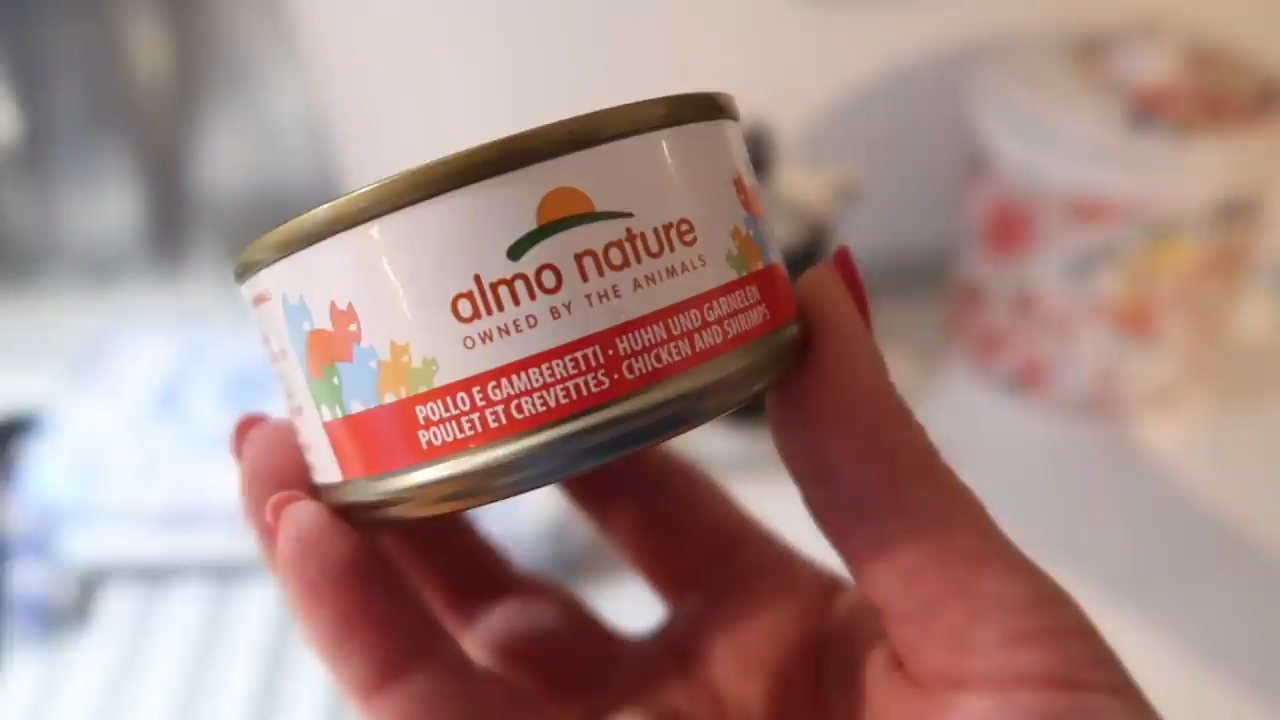 almo nature
OWNED BY THE ANIMALS
POLLO E GAMBERETTI · HUHN UND GARNELEN
POULET ET CREVETTES · CHICKEN AND SHRIMPS